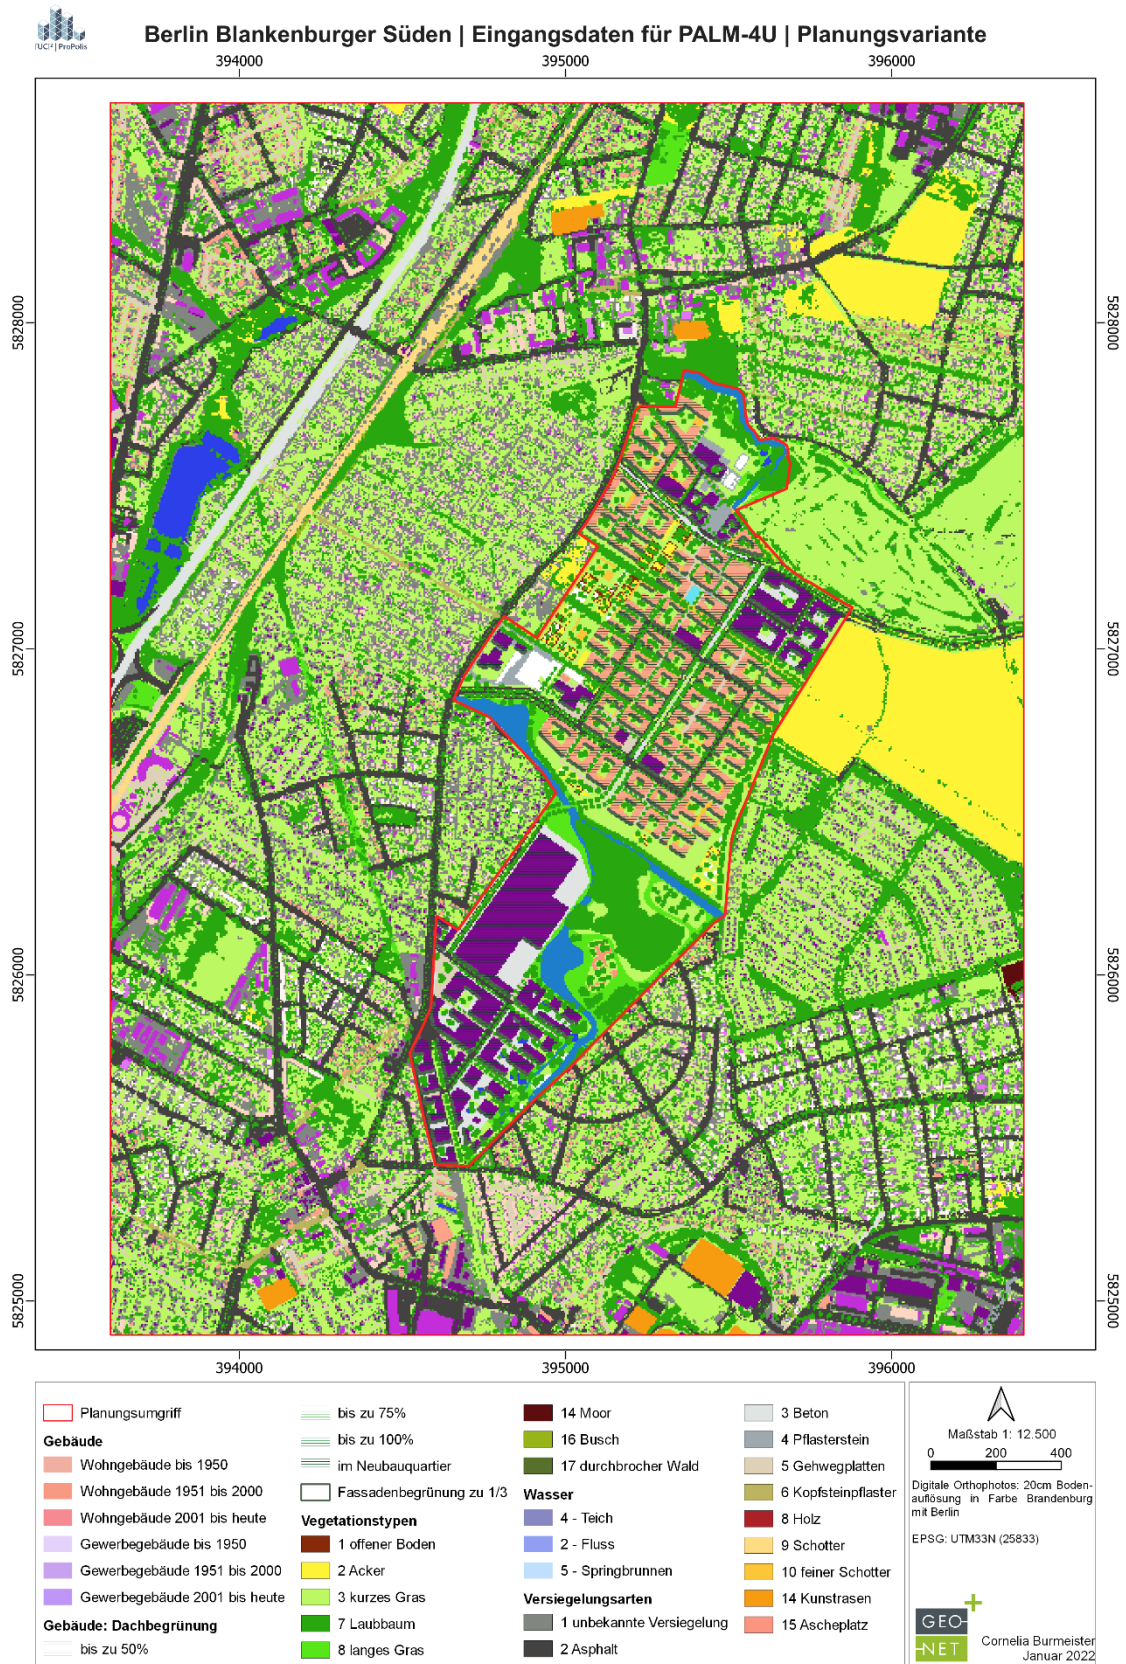 UC)² | ProPolis
Berlin Blankenburger Süden | Eingangsdaten für PALM-4U | Planungsvariante
394000 395000 396000
5828000 5828000
5827000 5827000
5826000 5826000
5825000 5825000
394000 395000 396000
Planungsumgriff
Gebäude
Wohngebäude bis 1950
Wohngebäude 1951 bis 2000
Wohngebäude 2001 bis heute
Gewerbegebäude bis 1950
Gewerbegebäude 1951 bis 2000
Gewerbegebäude 2001 bis heute
Gebäude: Dachbegrünung
bis zu 50%
bis zu 75%
bis zu 100%
im Neubauquartier
Fassadenbegrünung zu 1/3
Vegetationstypen
1 offener Boden
2 Acker
3 kurzes Gras
7 Laubbaum
8 langes Gras
14 Moor
16 Busch
17 durchbrocher Wald
Wasser
4 - Teich
2 - Fluss
5 - Springbrunnen
Versiegelungsarten
1 unbekannte Versiegelung
2 Asphalt
3 Beton
4 Pflasterstein
5 Gehwegplatten
6 Kopfsteinpflaster
8 Holz
9 Schotter
10 feiner Schotter
14 Kunstrasen
15 Ascheplatz
Maßstab 1: 12.500
0 200 400
Digitale Orthophotos: 20cm Boden-
auflösung in Farbe Brandenburg
mit Berlin
EPSG: UTM33N (25833)
GEO-
NET
Cornelia Burmeister
Januar 2022